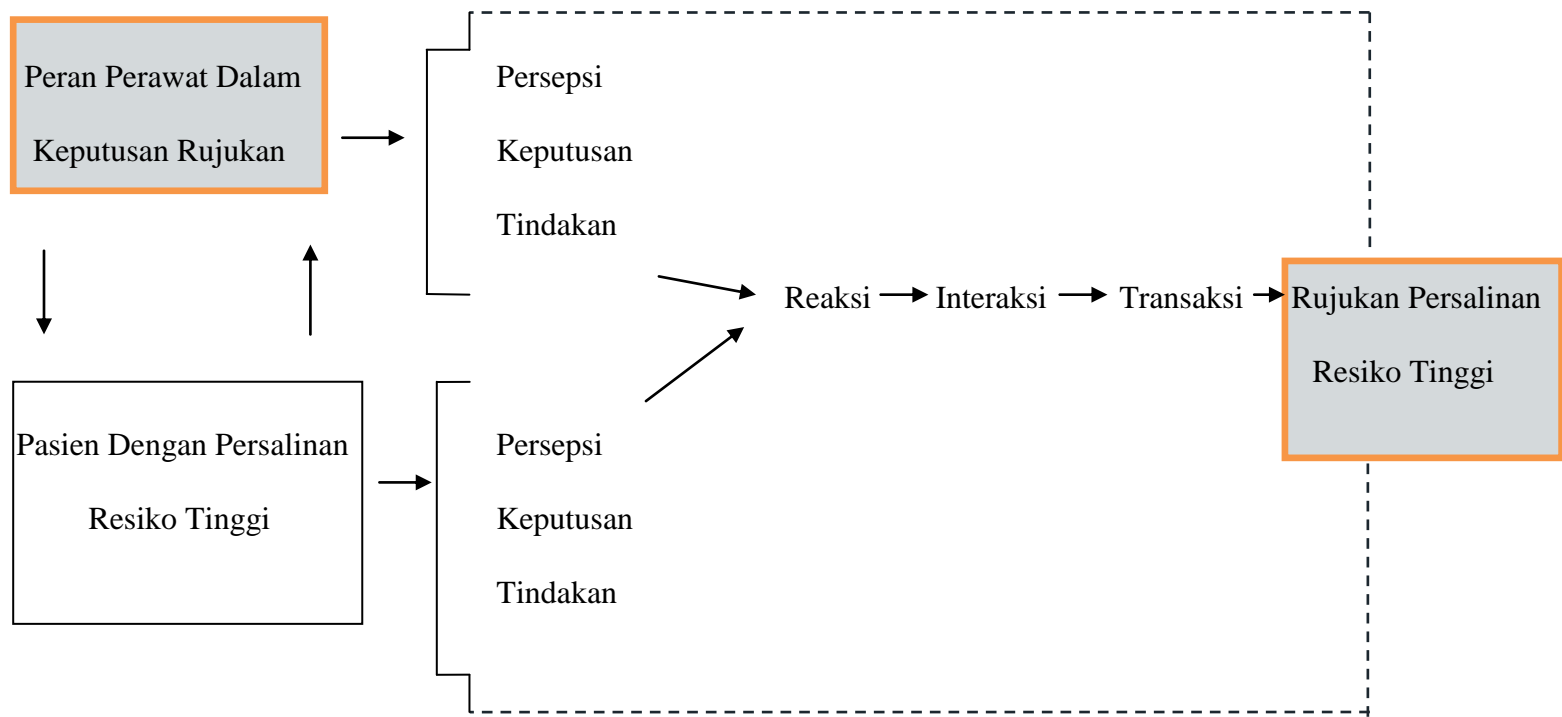 Peran Perawat Dalam
Keputusan Rujukan
Persepsi
Keputusan
Tindakan
Reaksi
Interaksi
Transaksi
Rujukan Persalinan
Resiko Tinggi
Pasien Dengan Persalinan
Resiko Tinggi
Persepsi
Keputusan
Tindakan